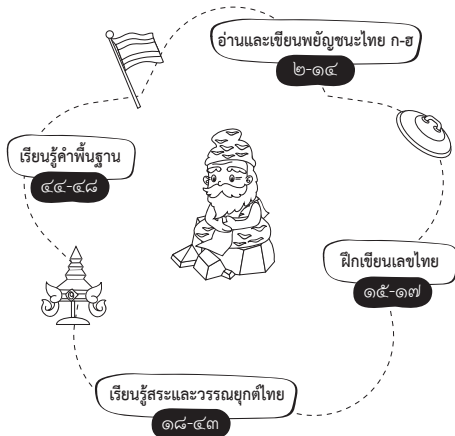 อ่านและเขียนพยัญชนะไทย ก-ฮ
๒-๑๔
ฝึกเขียนเลขไทย
๑๕-๑๗
เรียนรู้สระและวรรณยุกต์ไทย
๑๘-๔๓
เรียนรู้คำพื้นฐาน
๔๔-๔๘